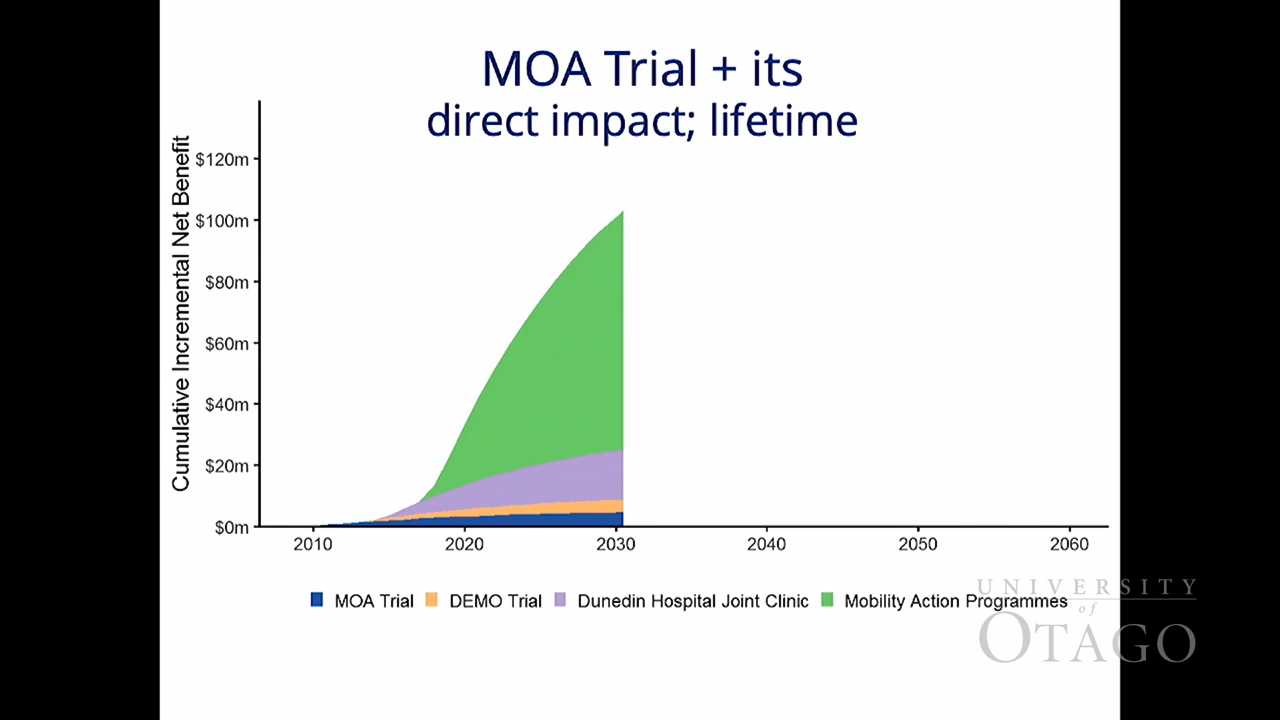 MOA Trial + its
direct impact; lifetime
Cumulative Incremental Net Benefit
$120m
$100m
$80m
$60m
$40m
$20m
$0m
2010 2020 2030 2040 2050 2060
MOA Trial DEMO Trial Dunedin Hospital Joint Clinic Mobility Action Programmes
UNIVERSITY
of
OTAGO